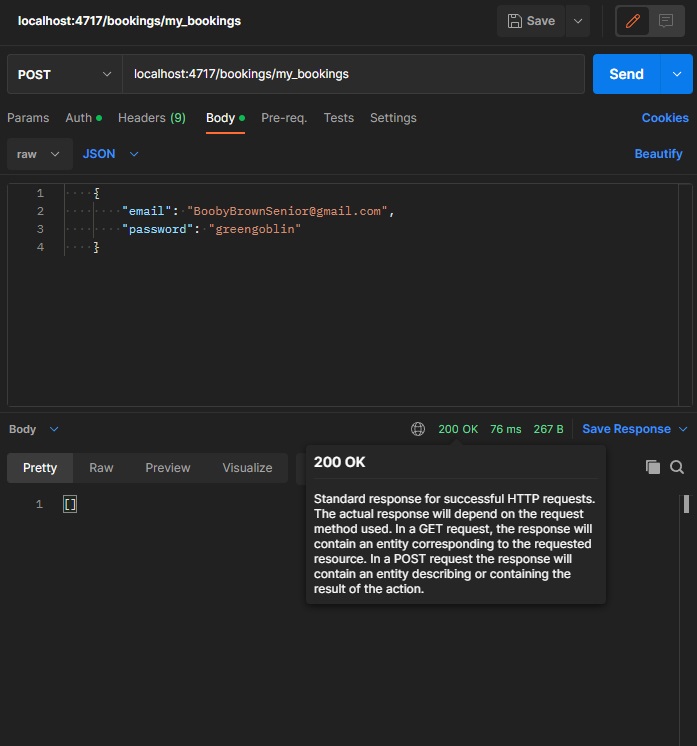 localhost:4717/bookings/my_bookings
Save
POST
localhost:4717/bookings/my_bookings
Send
Params Auth Headers (9) Body Pre-req. Tests Settings Cookies
raw JSON Beautify
1 {
2 "email": "BoobyBrownSenior@gmail.com",
3 "password": "greengoblin"
4 }
Body 200 OK 76 ms 267 B Save Response
Pretty Raw Preview Visualize
1 []
200 OK
Standard response for successful HTTP requests.
The actual response will depend on the request
method used. In a GET request, the response will
contain an entity corresponding to the requested
resource. In a POST request the response will
contain an entity describing or containing the
result of the action.